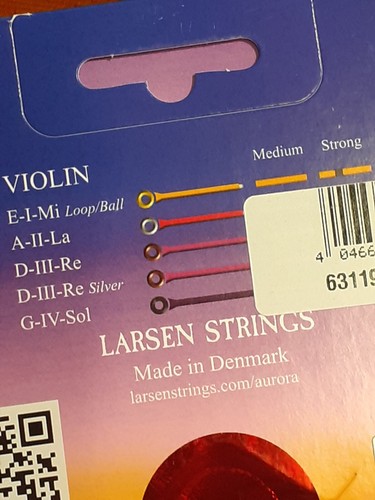 Medium Strong
VIOLIN
E-I-Mi Loop/Ball
A-II-La
D-III-Re
D-III-Re Silver
G-IV-Sol
4 0466
63119
LARSEN STRINGS
Made in Denmark
larsenstrings.com/aurora